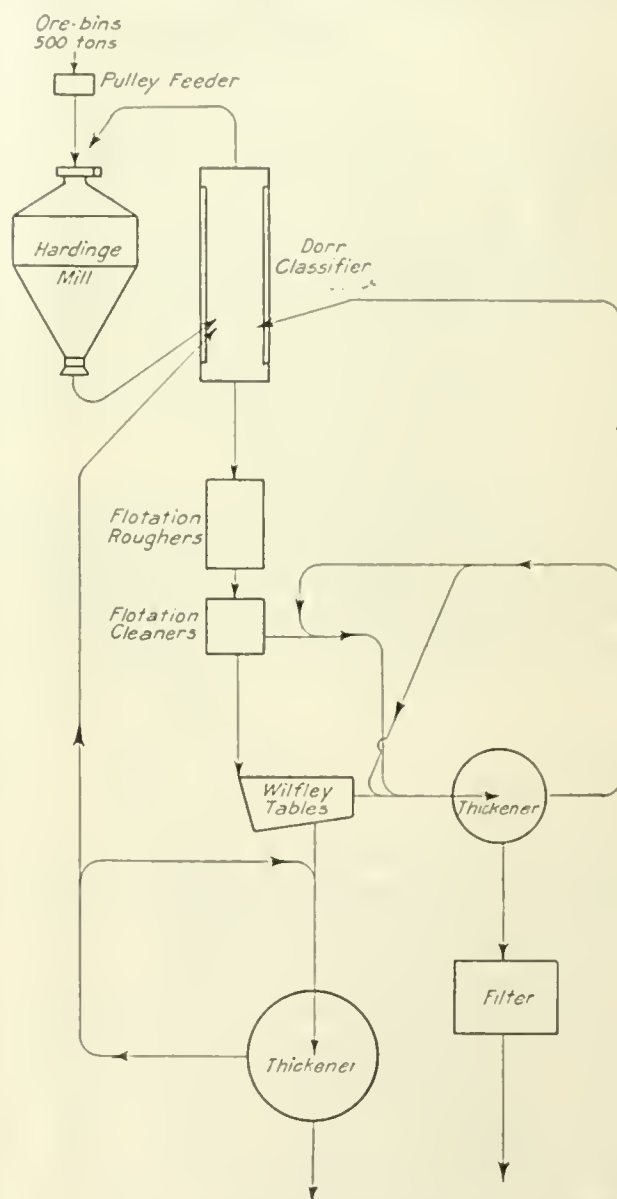 Ore-bins
500 tons
Pulley Feeder
Hardinge
Mill
Dorr
Classifier
Flotation
Roughers
Flotation
Cleaners
Wilfley
Tables
Thickener
Filter
Thickener